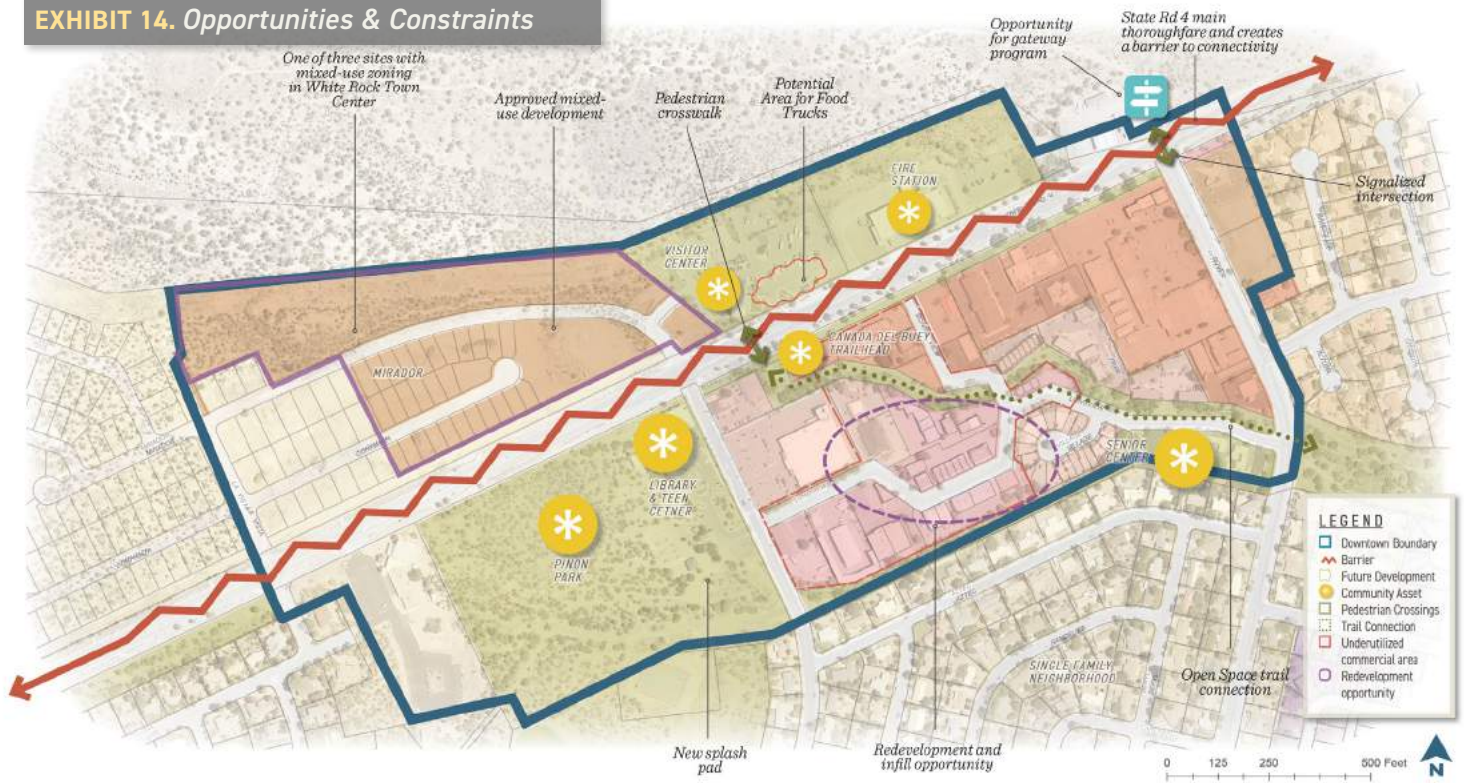 EXHIBIT 14. Opportunities & Constraints
One of three sites with
mixed-use zoning
in White Rock Town
Center
Approved mixed-
use development
Pedestrian
crosswalk
Potential
Area for Food
Trucks
Opportunity
for gateway
program
State Rd 4 main
thoroughfare and creates
a barrier to connectivity
Signalized
intersection
FIRE
STATION
VISITOR
CENTER
CANADA DEL BUEY
TRAILHEAD
MIRADOR
LIBRARY
& TEEN
CETNER
PINON
PARK
SENIOR
CENTER
SINGLE FAMILY
NEIGHBORHOOD
New splash
pad
Redevelopment and
infill opportunity
Open Space trail
connection
LEGEND
Downtown Boundary
Barrier
Future Development
Community Asset
Pedestrian Crossings
Trail Connection
Underutilized
commercial area
Redevelopment
opportunity
0 125 250 500 Feet
N